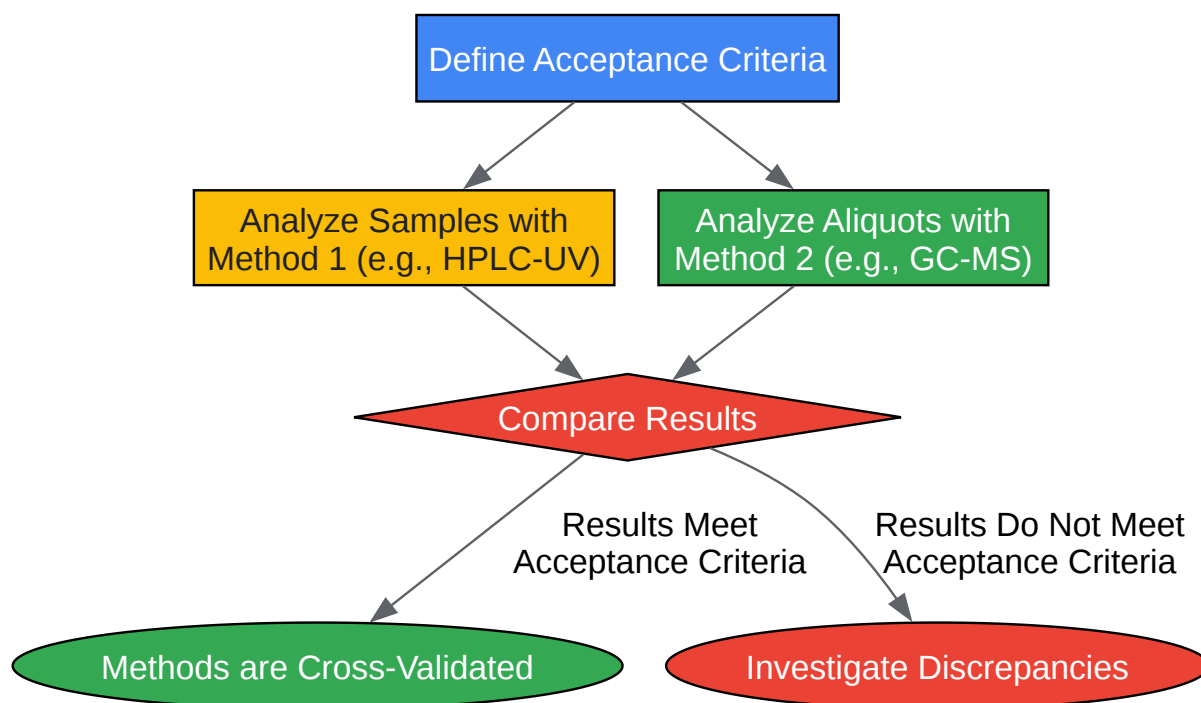 Define Acceptance Criteria
Analyze Samples with
Method 1 (e.g., HPLC-UV)
Analyze Aliquots with
Method 2 (e.g., GC-MS)
Compare Results
Results Meet
Acceptance Criteria
Results Do Not Meet
Acceptance Criteria
Methods are Cross-Validated
Investigate Discrepancies